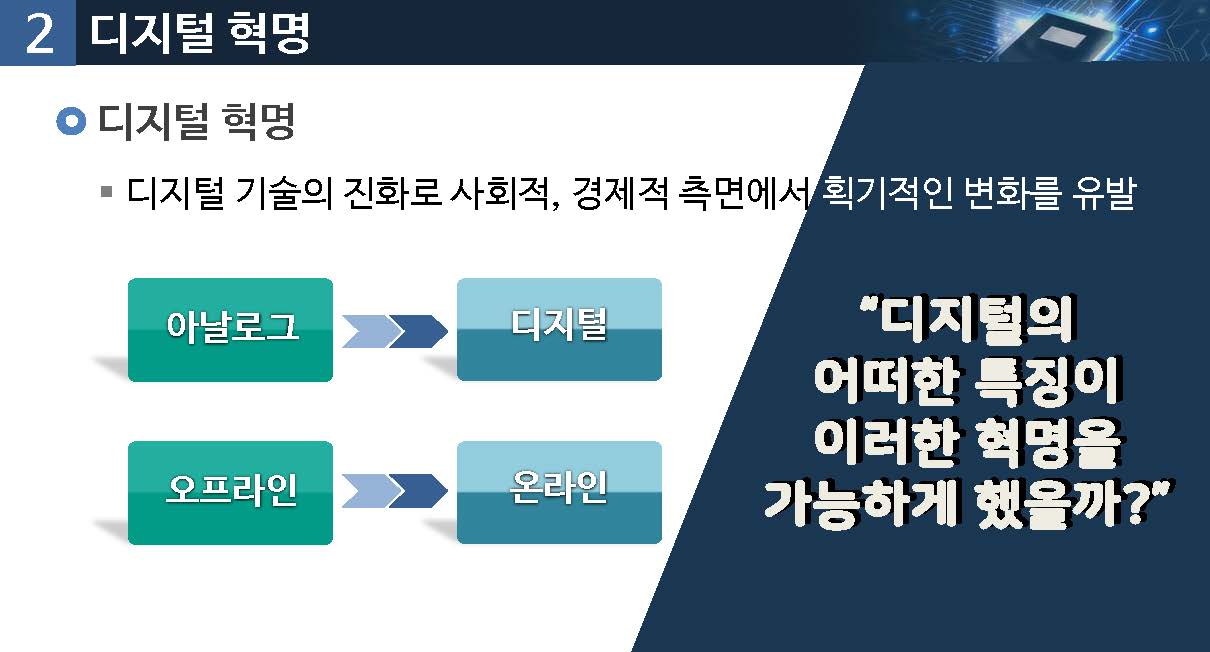 2 디지털 혁명
디지털 혁명
디지털 기술의 진화로 사회적, 경제적 측면에서 획기적인 변화를 유발
아날로그 디지털
오프라인 온라인
"디지털의
어떠한 특징이
이러한 혁명을
가능하게 했을까?"